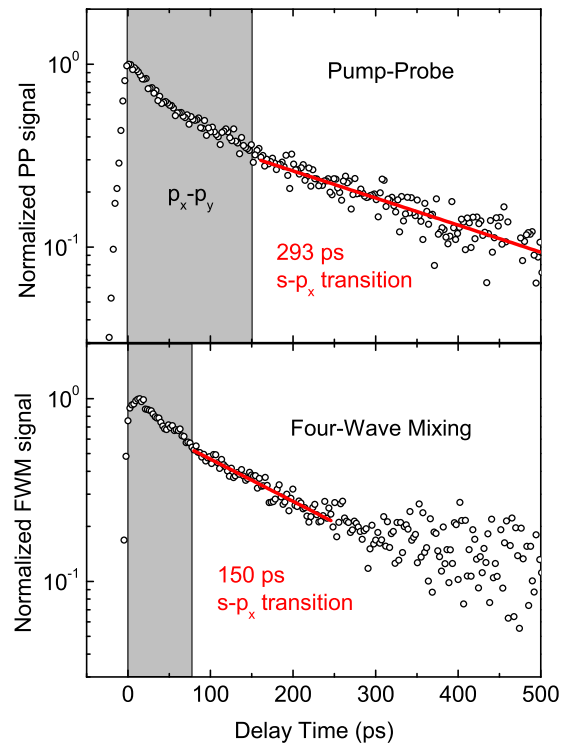 Normalized PP signal
10⁰
10⁻¹
Pump-Probe
pₓ-pᵧ
293 ps
s-pₓ transition
Normalized FWM signal
10⁰
10⁻¹
Four-Wave Mixing
150 ps
s-pₓ transition
0 100 200 300 400 500
Delay Time (ps)